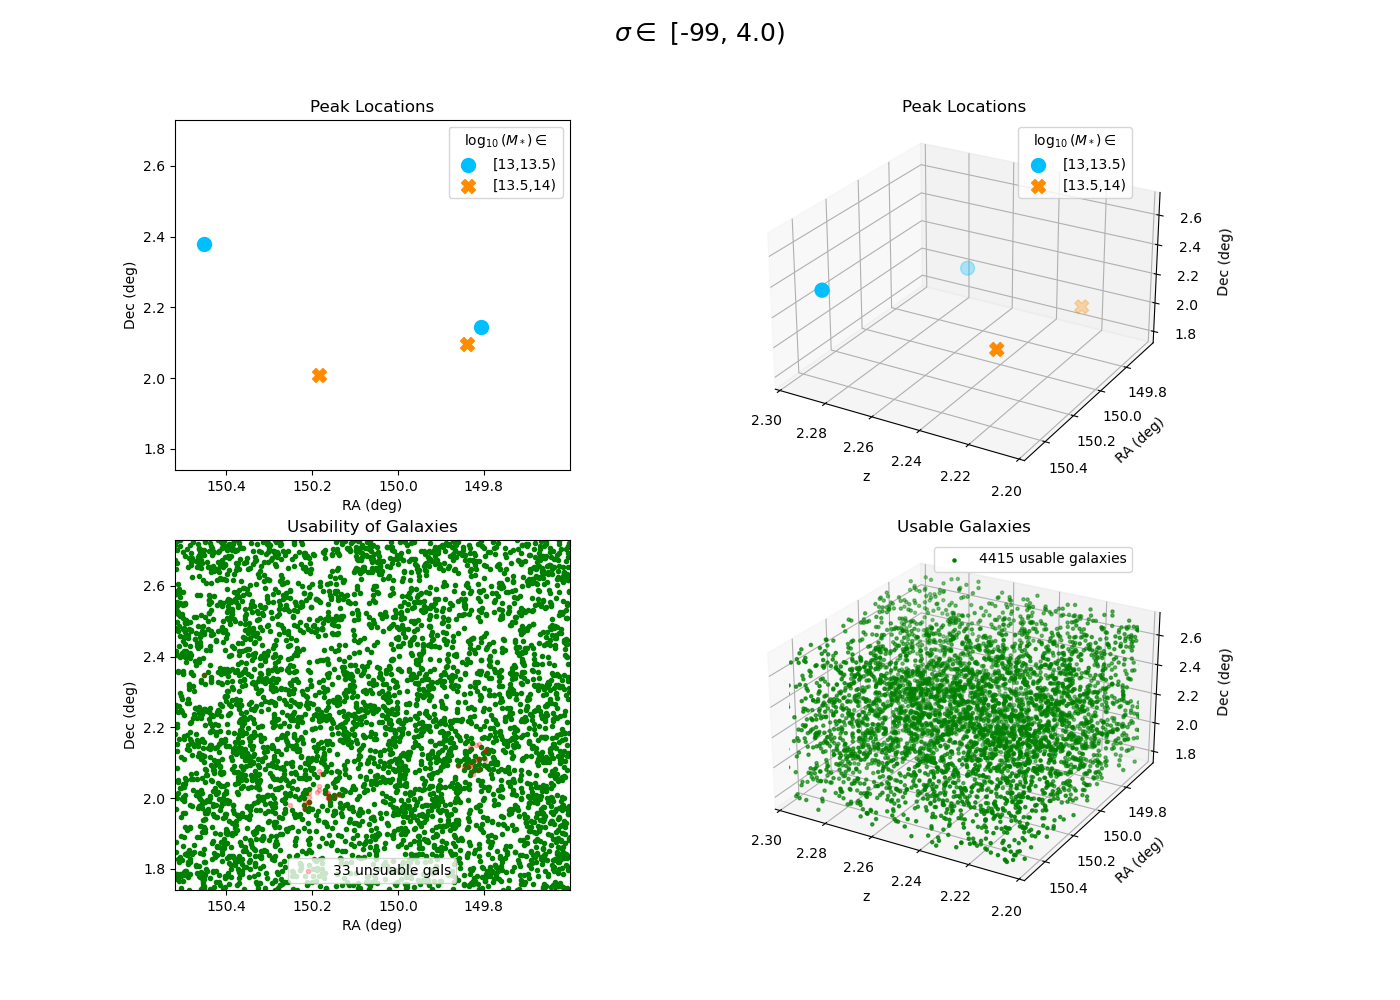 σ ∈ [-99, 4.0)
Peak Locations
log₁₀(M*) ∈
[13,13.5)
[13.5,14)
2.6
2.4
2.2
2.0
1.8
Dec (deg)
150.4 150.2 150.0 149.8
RA (deg)
Peak Locations
log₁₀(M*) ∈
[13,13.5)
[13.5,14)
2.6
2.4
2.2
2.0
1.8
Dec (deg)
149.8
150.0
150.2
150.4
RA (deg)
2.30
2.28
2.26
2.24
2.22
2.20
z
Usability of Galaxies
2.6
2.4
2.2
2.0
1.8
Dec (deg)
33 unsuable gals
150.4 150.2 150.0 149.8
RA (deg)
Usable Galaxies
4415 usable galaxies
2.6
2.4
2.2
2.0
1.8
Dec (deg)
149.8
150.0
150.2
150.4
RA (deg)
2.30
2.28
2.26
2.24
2.22
2.20
z